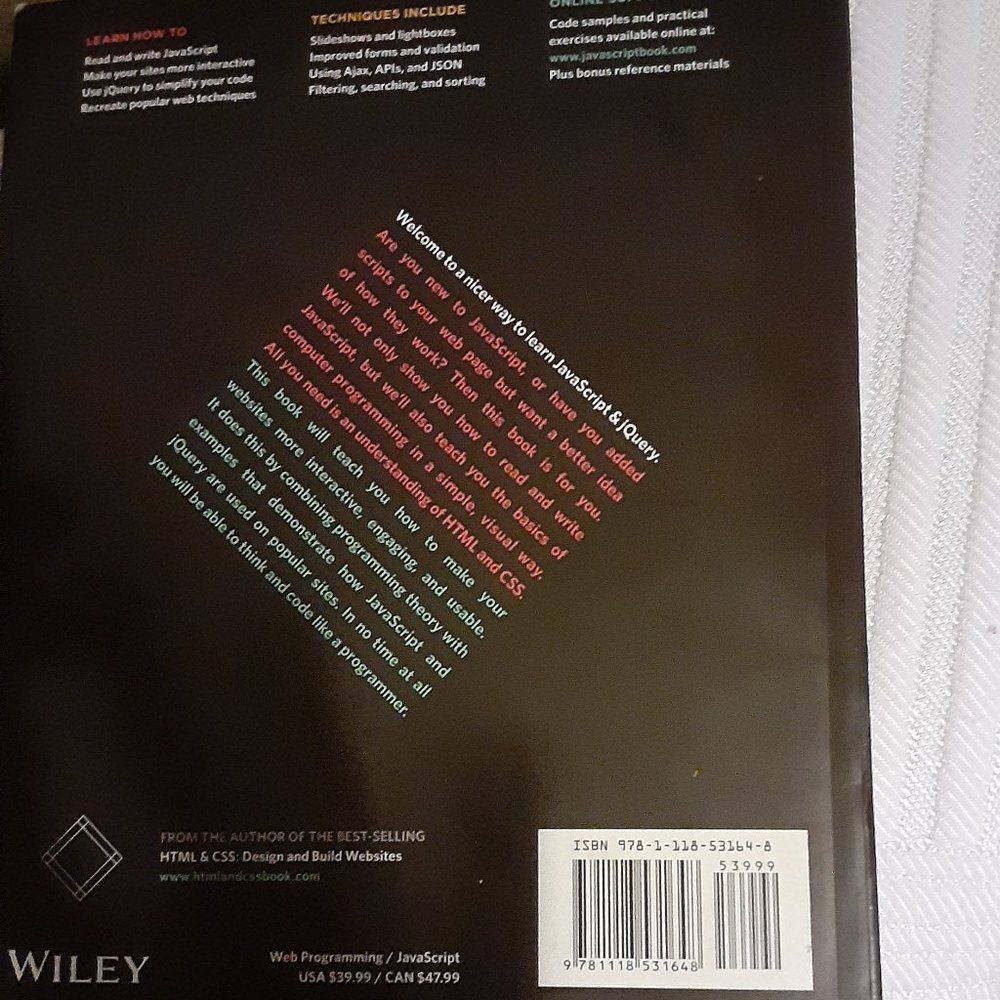 LEARN HOW TO
Read and write JavaScript
Make your sites more interactive
Use jQuery to simplify your code
Recreate popular web techniques
TECHNIQUES INCLUDE
Slideshows and lightboxes
Improved forms and validation
Using Ajax, APIs, and JSON
Filtering, searching, and sorting
ONLINE
Code samples and practical
exercises available online at:
www.javascriptbook.com
Plus bonus reference materials
Welcome to a nicer way to learn JavaScript & jQuery.
Are you new to JavaScript, or have you added
scripts to your web page but want a better idea
of how they work? Then this book is for you.
We'll not only show you how to read and write
JavaScript, but we'll also teach you the basics of
computer programming in a simple, visual way.
All you need is an understanding of HTML and CSS.
This book will teach you how to make your
websites more interactive, engaging, and usable.
It does this by combining programming theory with
examples that demonstrate how JavaScript and
jQuery are used on popular sites. In no time at all
you will be able to think and code like a programmer.
FROM THE AUTHOR OF THE BEST-SELLING
HTML & CSS: Design and Build Websites
www.htmlandcssbook.com
WILEY
Web Programming / JavaScript
USA $39.99 / CAN $47.99
ISBN 978-1-118-53164-8
53999
9 781118 531648